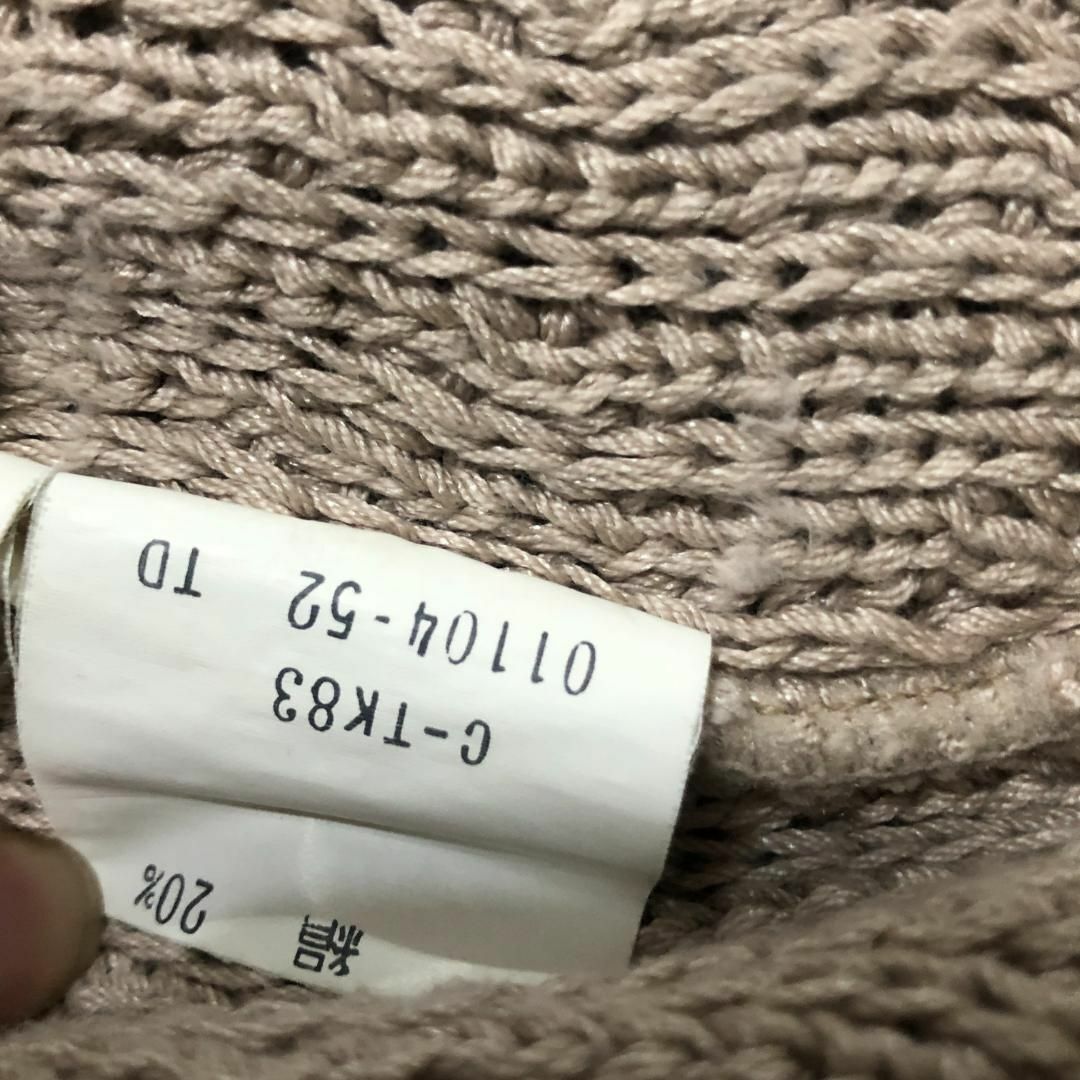 絹 20%
C-TK83
01104-52 TD